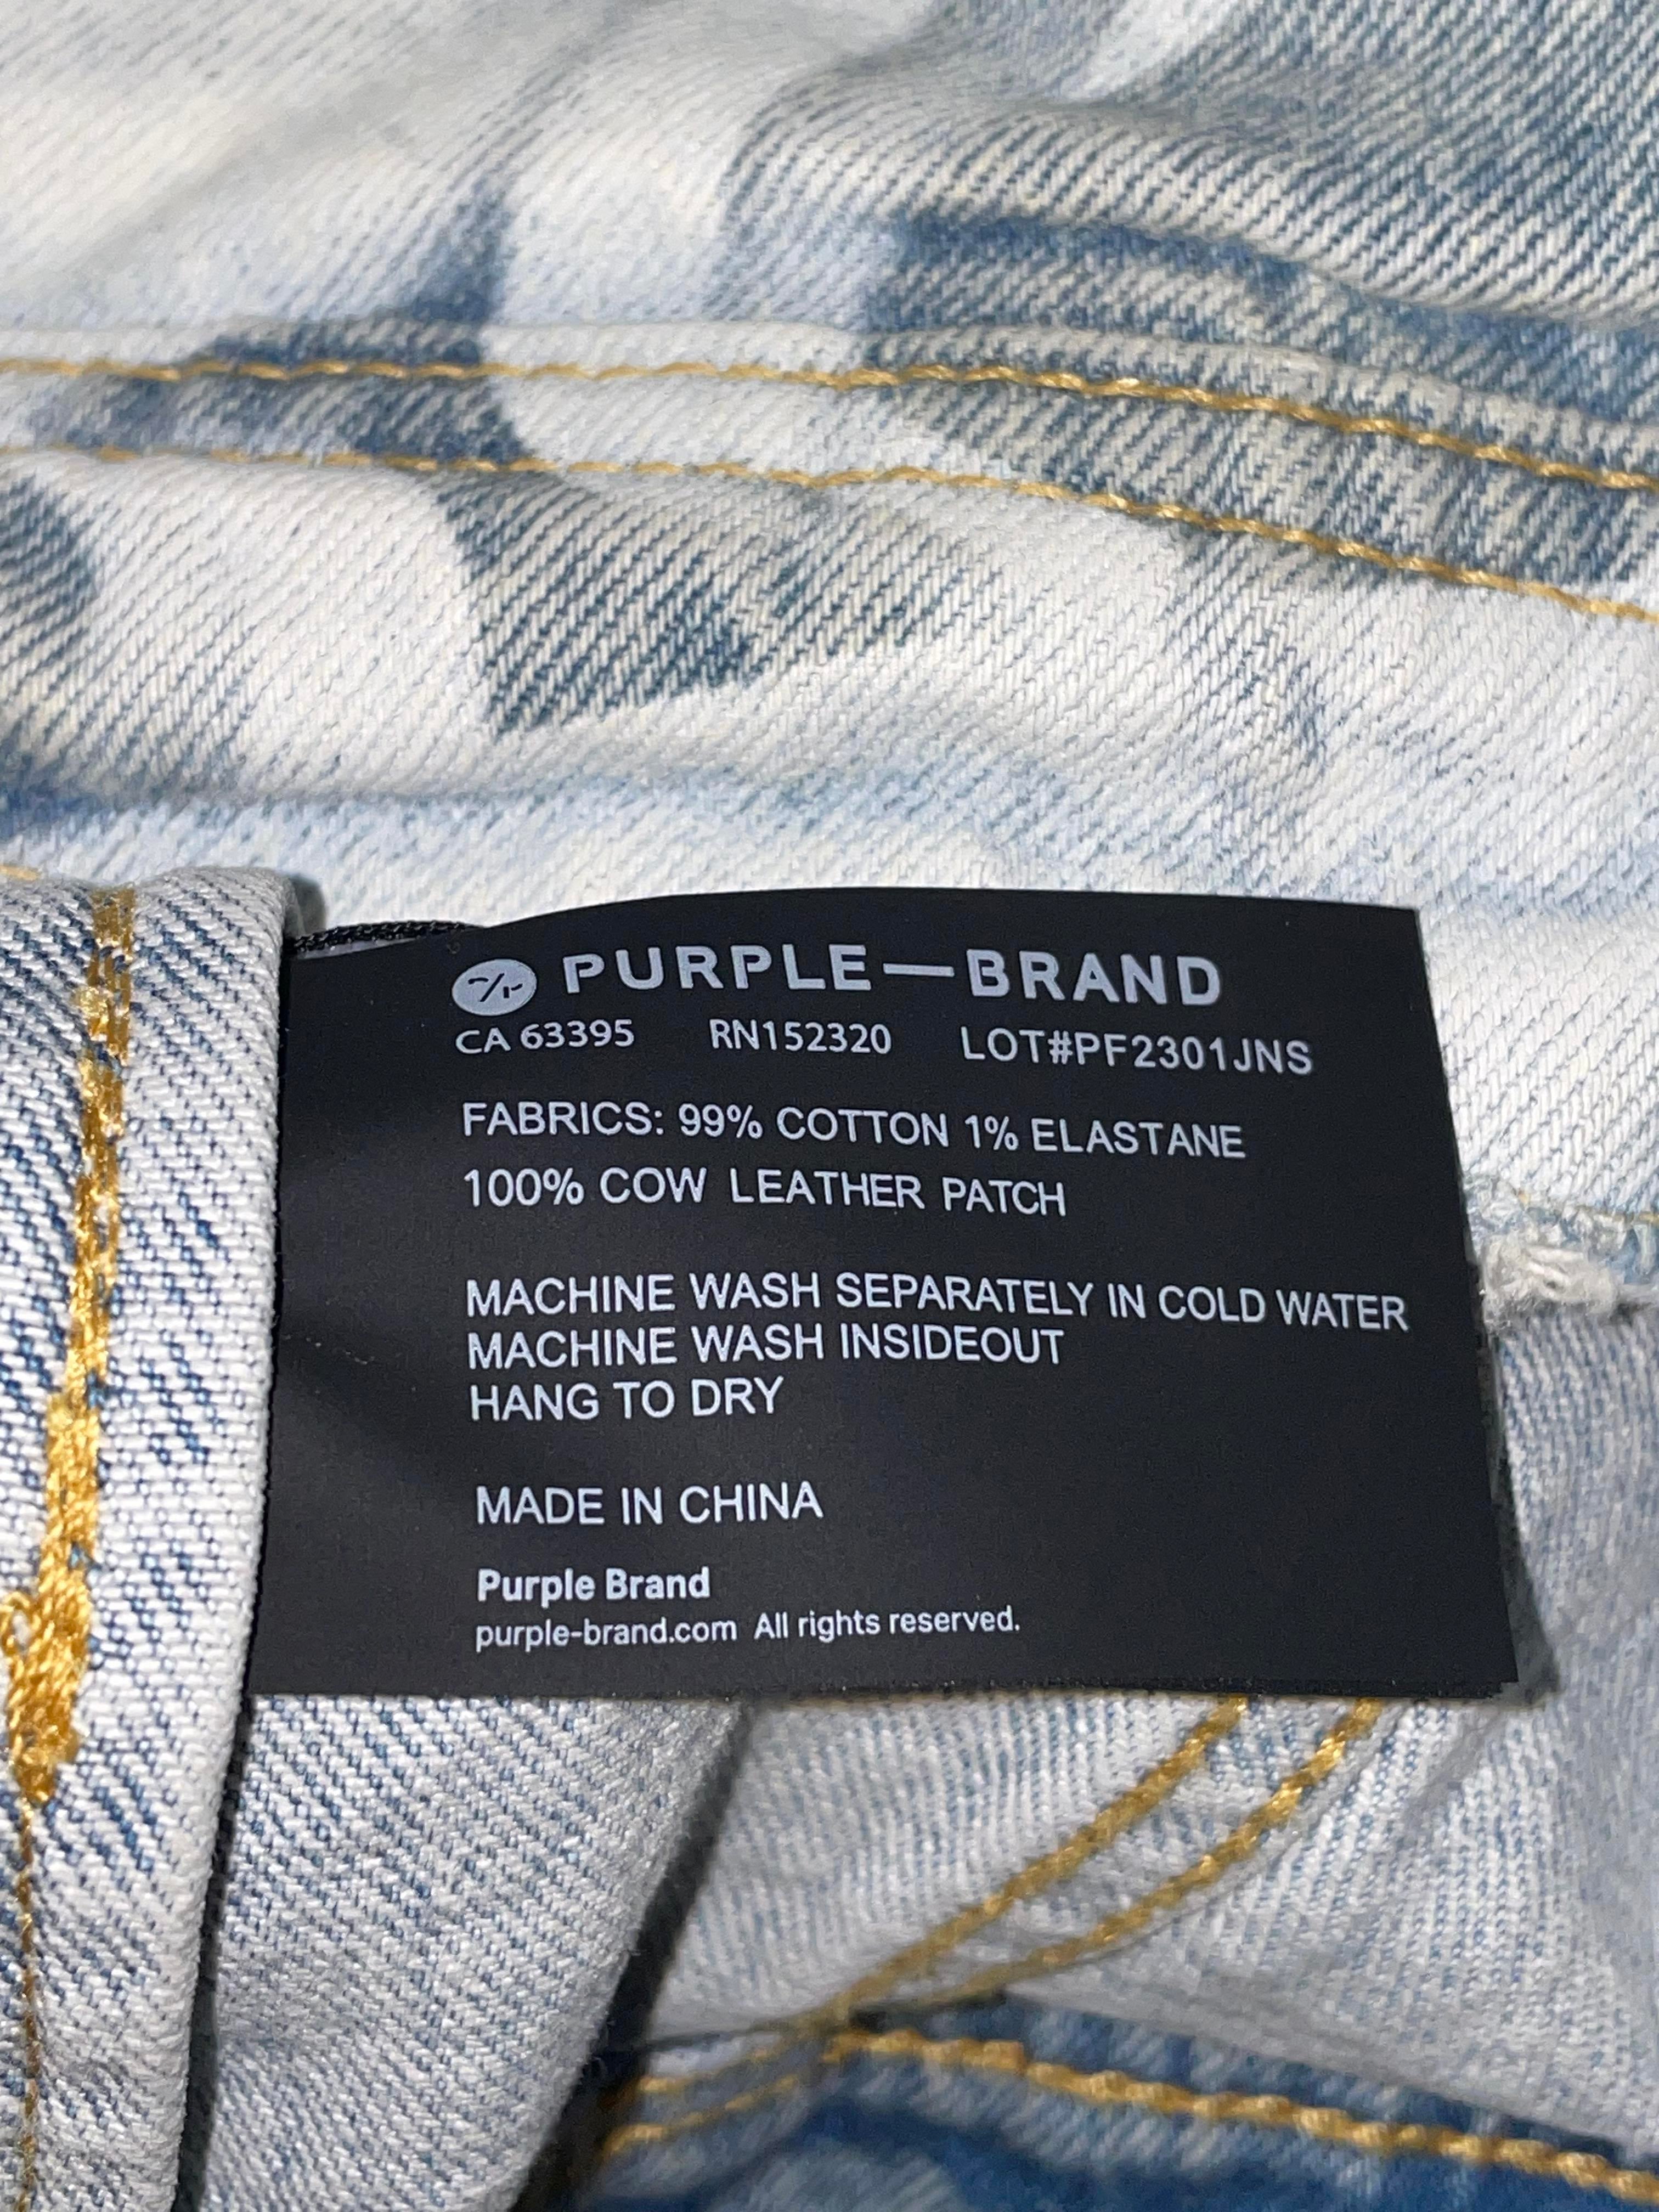 PURPLE—BRAND
CA 63395 RN152320 LOT#PF2301JNS
FABRICS: 99% COTTON 1% ELASTANE
100% COW LEATHER PATCH
MACHINE WASH SEPARATELY IN COLD WATER
MACHINE WASH INSIDEOUT
HANG TO DRY
MADE IN CHINA
Purple Brand
purple-brand.com All rights reserved.